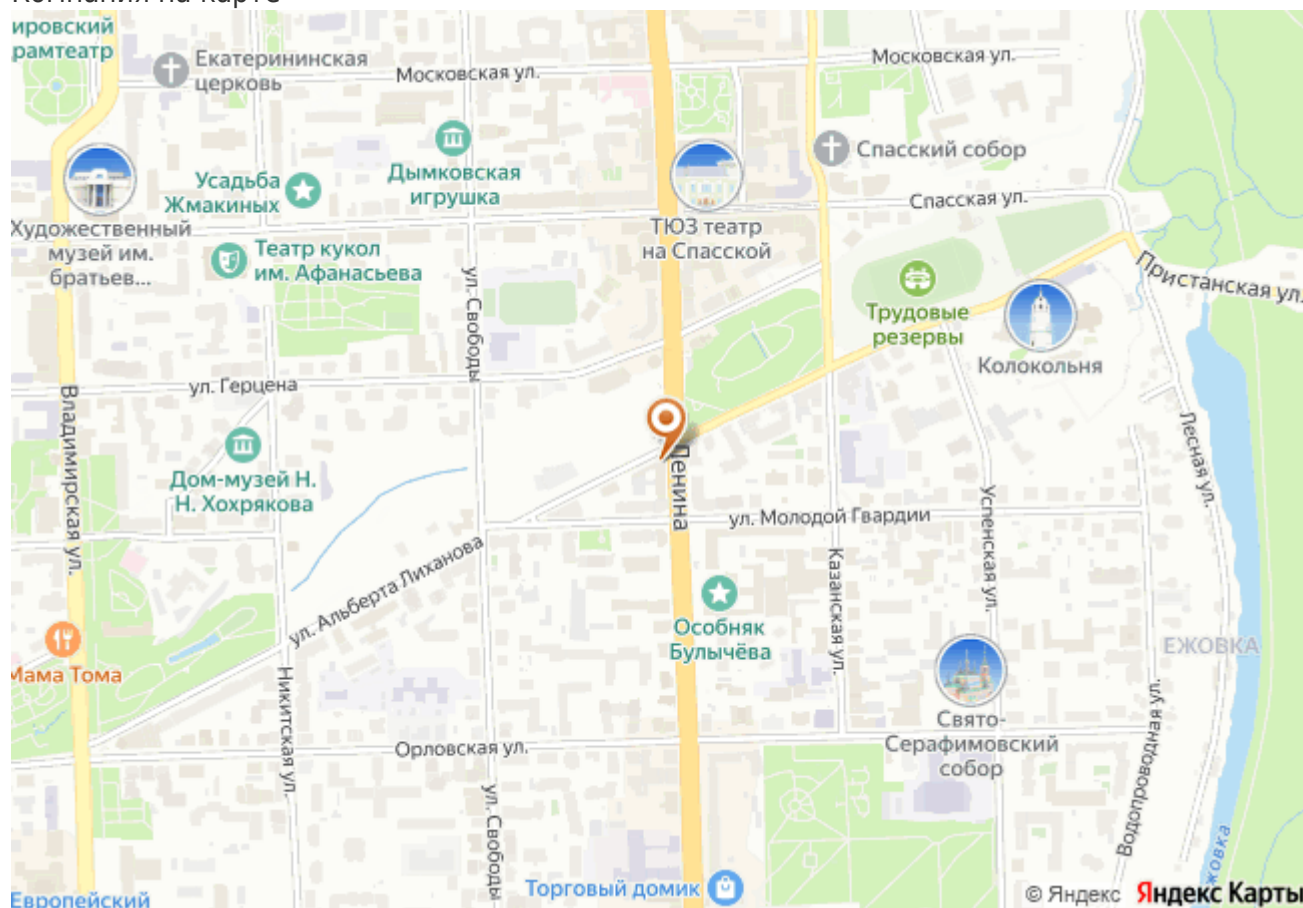 Компания на карте
ировский
рамтеатр
Екатерининская
церковь
Московская ул.
Московская ул.
Дымковская
игрушка
Спасский собор
Усадьба
Жмакиных
Спасская ул.
Художественный
музей им.
братьев...
ТЮЗ театр
на Спасской
Театр кукол
им. Афанасьева
ул. Свободы
Пристанская ул.
Трудовые
резервы
Колокольня
ул. Герцена
Владимирская ул.
Лесная ул.
Дом-музей Н.
Н. Хохрякова
Ленина
ул. Молодой Гвардии
Успенская ул.
ул. Альберта Лиханова
Казанская ул.
Особняк
Булычёва
ЕЖОВКА
Мама Тома
Никитская ул.
Свято-
Серафимовский
собор
Водопроводная ул.
Орловская ул.
ул. Свободы
Торговый домик
Европейский
жовка
© Яндекс Яндекс Карты